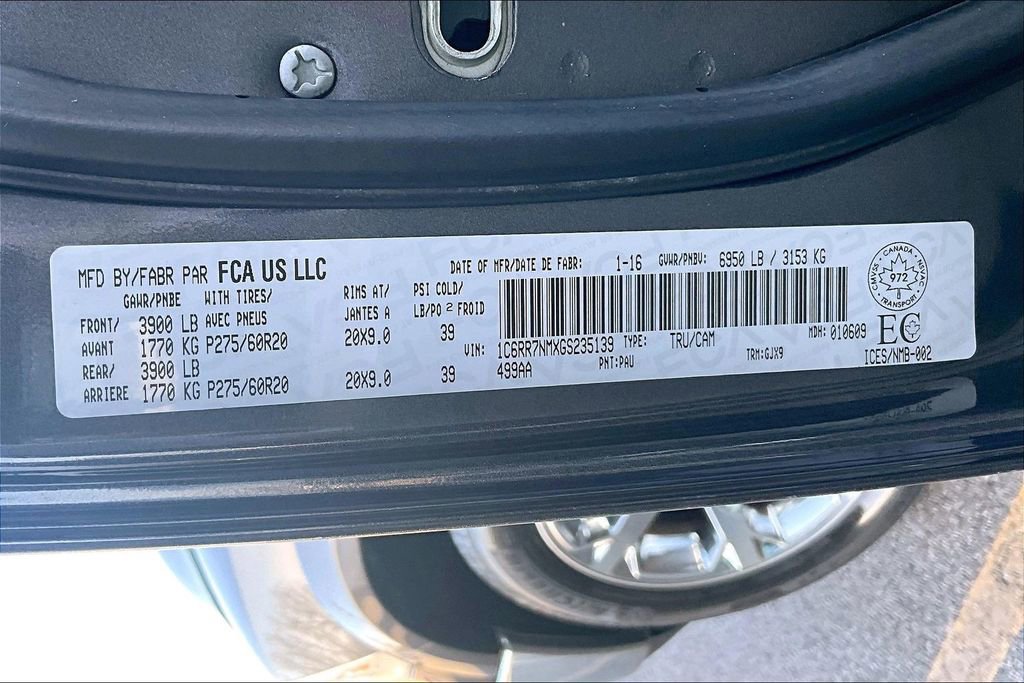 MFD BY/FABR PAR FCA US LLC
DATE OF MFR/DATE DE FABR: 1-16 GVWR/PNBV: 6950 LB / 3153 KG
GAWR/PNBE WITH TIRES/ RIMS AT/ PSI COLD/
AVEC PNEUS JANTES A LB/PO² FROID
FRONT/ 3900 LB
AVANT 1770 KG P275/60R20 20X9.0 39
REAR/ 3900 LB
ARRIERE 1770 KG P275/60R20 20X9.0 39
VIN: 1C6RR7NMXGS235139 TYPE: TRU/CAM MDH: 010609
499AA PNT:PAU TRM:GJX9
CANADA
CMVSS NSVAC
972
TRANSPORT
EC
ICES/NMB-002